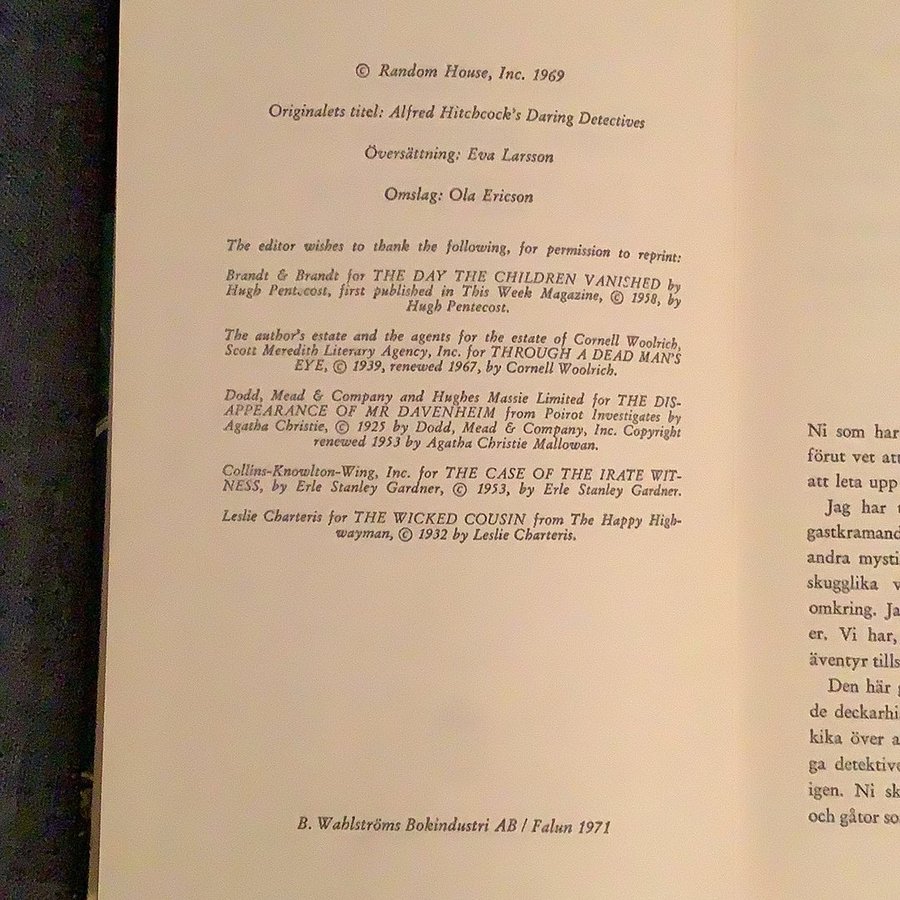 © Random House, Inc. 1969
Originalets titel: Alfred Hitchcock's Daring Detectives
Översättning: Eva Larsson
Omslag: Ola Ericson
The editor wishes to thank the following, for permission to reprint:
Brandt & Brandt for THE DAY THE CHILDREN VANISHED by
Hugh Pentecost, first published in This Week Magazine, © 1958, by
Hugh Pentecost.
The author's estate and the agents for the estate of Cornell Woolrich,
Scott Meredith Literary Agency, Inc. for THROUGH A DEAD MAN'S
EYE, © 1939, renewed 1967, by Cornell Woolrich.
Dodd, Mead & Company and Hughes Massie Limited for THE DIS-
APPEARANCE OF MR DAVENHEIM from Poirot Investigates by
Agatha Christie, © 1925 by Dodd, Mead & Company, Inc. Copyright
renewed 1953 by Agatha Christie Mallowan.
Collins-Knowlton-Wing, Inc. for THE CASE OF THE IRATE WIT-
NESS, by Erle Stanley Gardner, © 1953, by Erle Stanley Gardner.
Leslie Charteris for THE WICKED COUSIN from The Happy High-
wayman, © 1932 by Leslie Charteris.
B. Wahlströms Bokindustri AB / Falun 1971
Ni som har
förut vet att
att leta upp
Jag har
gastkramand
andra mysti
skugglika v
omkring. Ja
er. Vi har,
äventyr tills
Den här
de deckarhi
kika över a
ga detektive
igen. Ni sk
och gåtor so